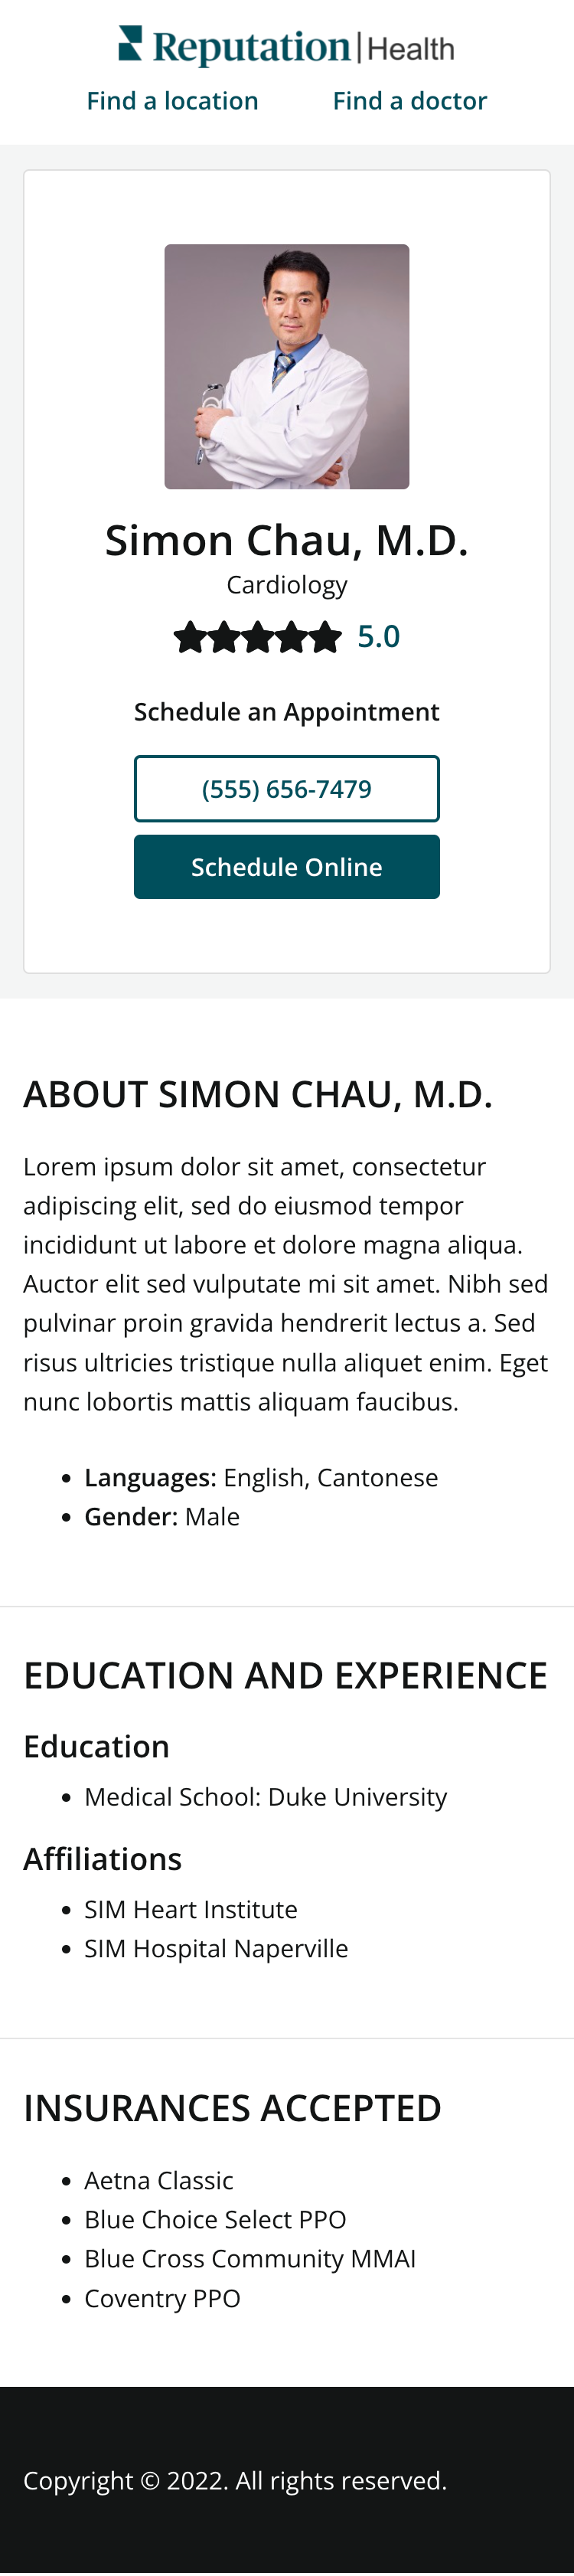 Reputation | Health
Find a location Find a doctor
Simon Chau, M.D.
Cardiology
5.0
Schedule an Appointment
(555) 656-7479
Schedule Online
ABOUT SIMON CHAU, M.D.
Lorem ipsum dolor sit amet, consectetur
adipiscing elit, sed do eiusmod tempor
incididunt ut labore et dolore magna aliqua.
Auctor elit sed vulputate mi sit amet. Nibh sed
pulvinar proin gravida hendrerit lectus a. Sed
risus ultricies tristique nulla aliquet enim. Eget
nunc lobortis mattis aliquam faucibus.
• Languages: English, Cantonese
• Gender: Male
EDUCATION AND EXPERIENCE
Education
• Medical School: Duke University
Affiliations
• SIM Heart Institute
• SIM Hospital Naperville
INSURANCES ACCEPTED
• Aetna Classic
• Blue Choice Select PPO
• Blue Cross Community MMAI
• Coventry PPO
Copyright © 2022. All rights reserved.